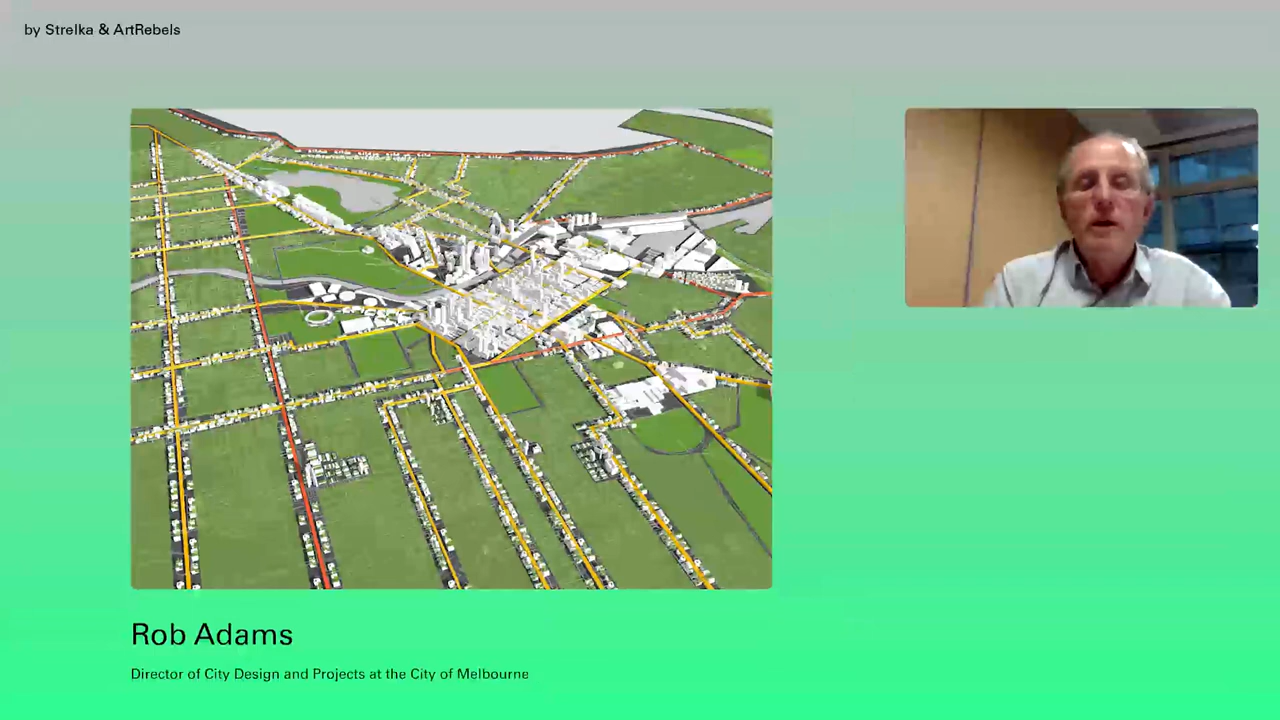 by Strelka & ArtRebels
Rob Adams
Director of City Design and Projects at the City of Melbourne